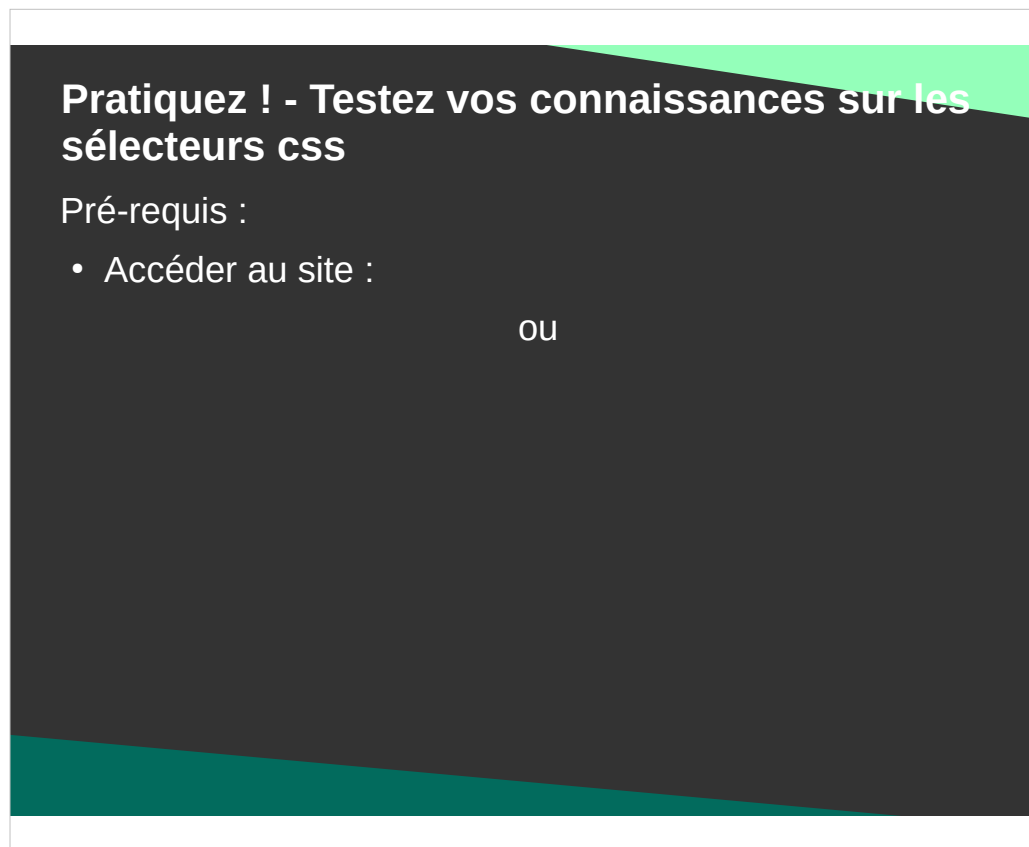 Pratiquez ! - Testez vos connaissances sur les
sélecteurs css
Pré-requis :
• Accéder au site :
ou